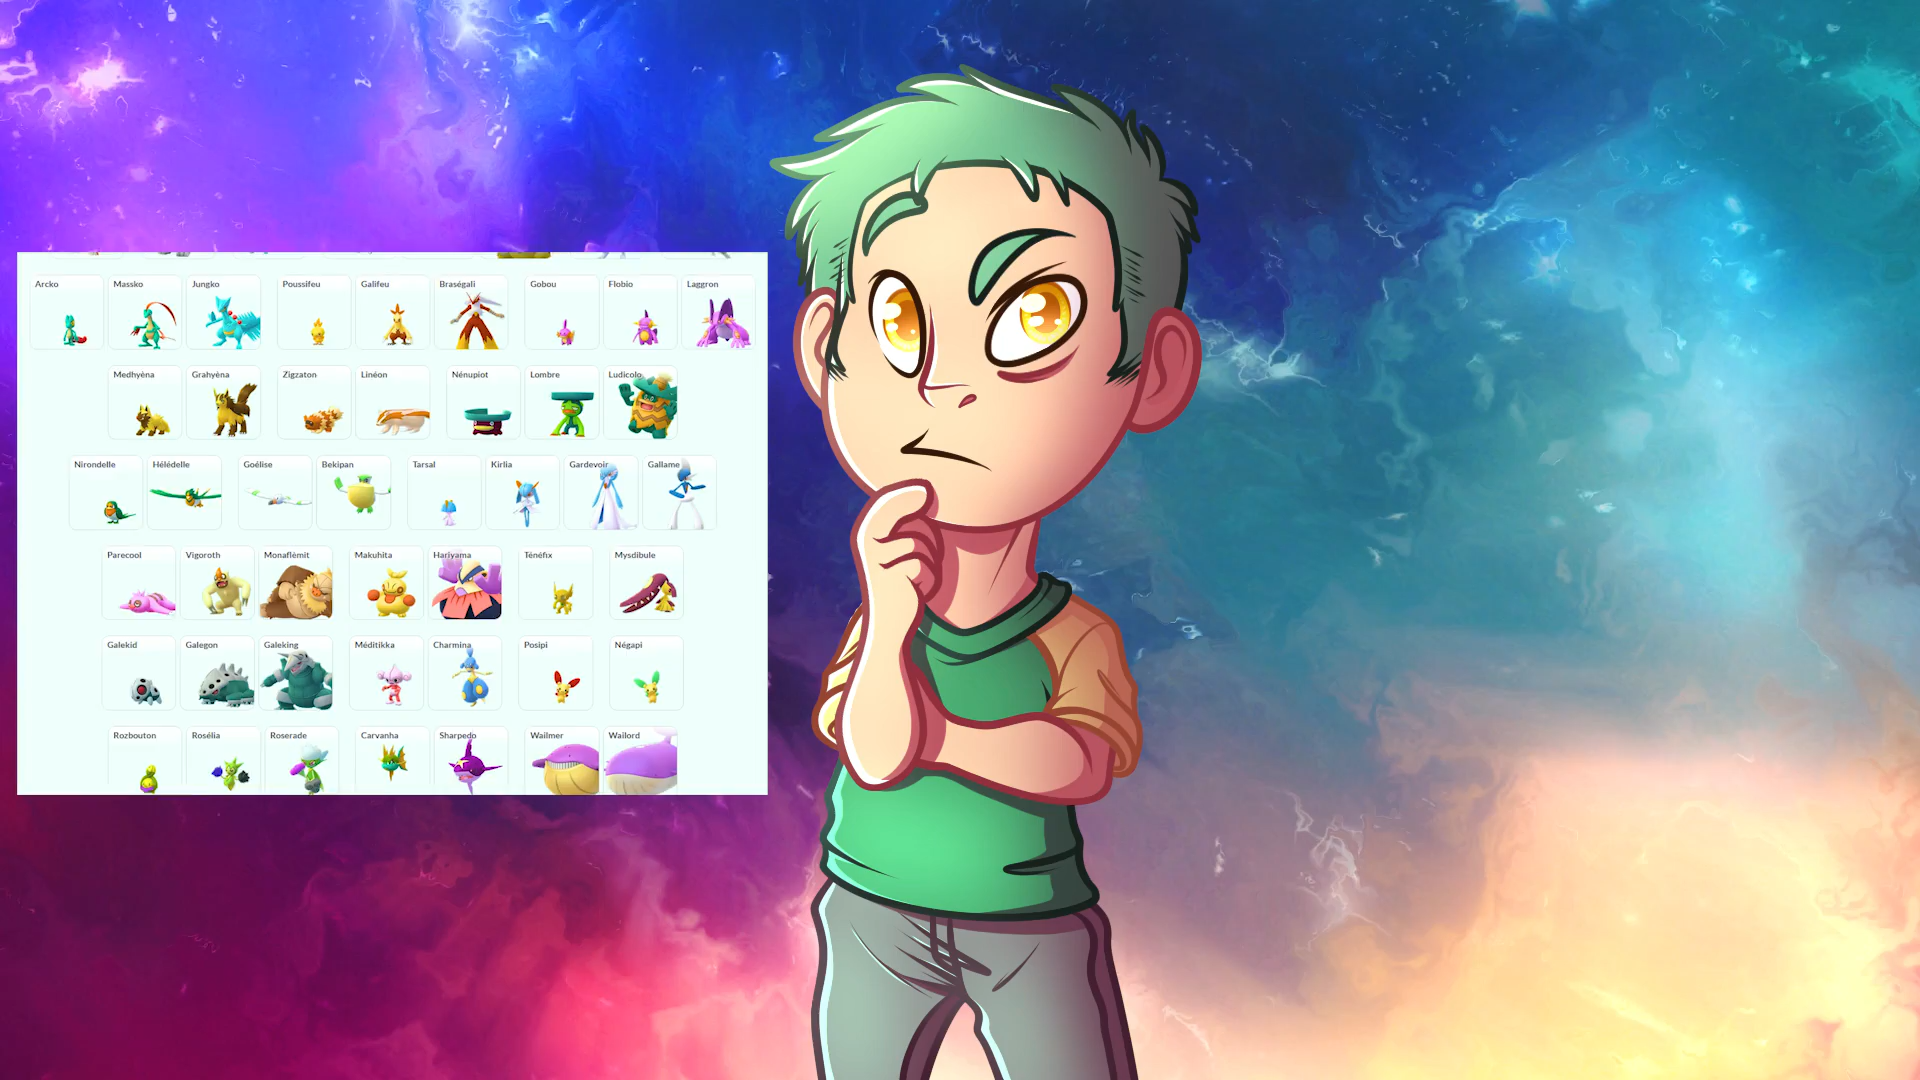 Arcko Massko Jungko Poussifeu Galifeu Braségali Gobou Flobio Laggron
Medhyèna Grahyèna Zigzaton Linéon Nénupiot Lombre Ludicolo
Nirondelle Hélédelle Goélise Bekipan Tarsal Kirlia Gardevoir Gallame
Parecool Vigoroth Monaflèmit Makuhita Hariyama Ténéfix Mysdibule
Galekid Galegon Galeking Méditikka Charmina Posipi Négapi
Rozbouton Rosélia Roserade Carvanha Sharpedo Wailmer Wailord